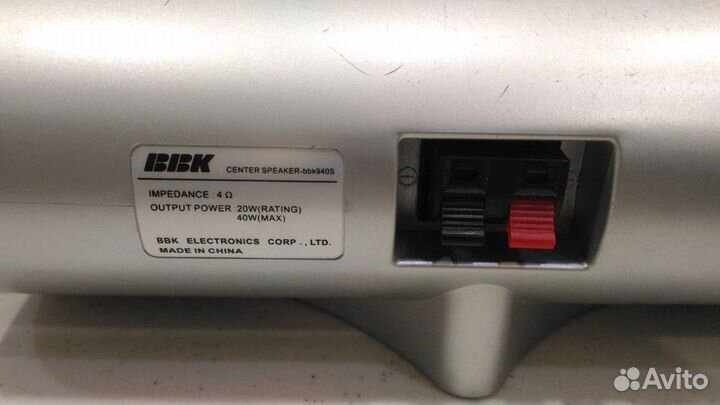 BBK CENTER SPEAKER-bbk940S
IMPEDANCE : 4 Ω
OUTPUT POWER : 20W(RATING)
40W(MAX)
BBK ELECTRONICS CORP., LTD.
MADE IN CHINA
Avito